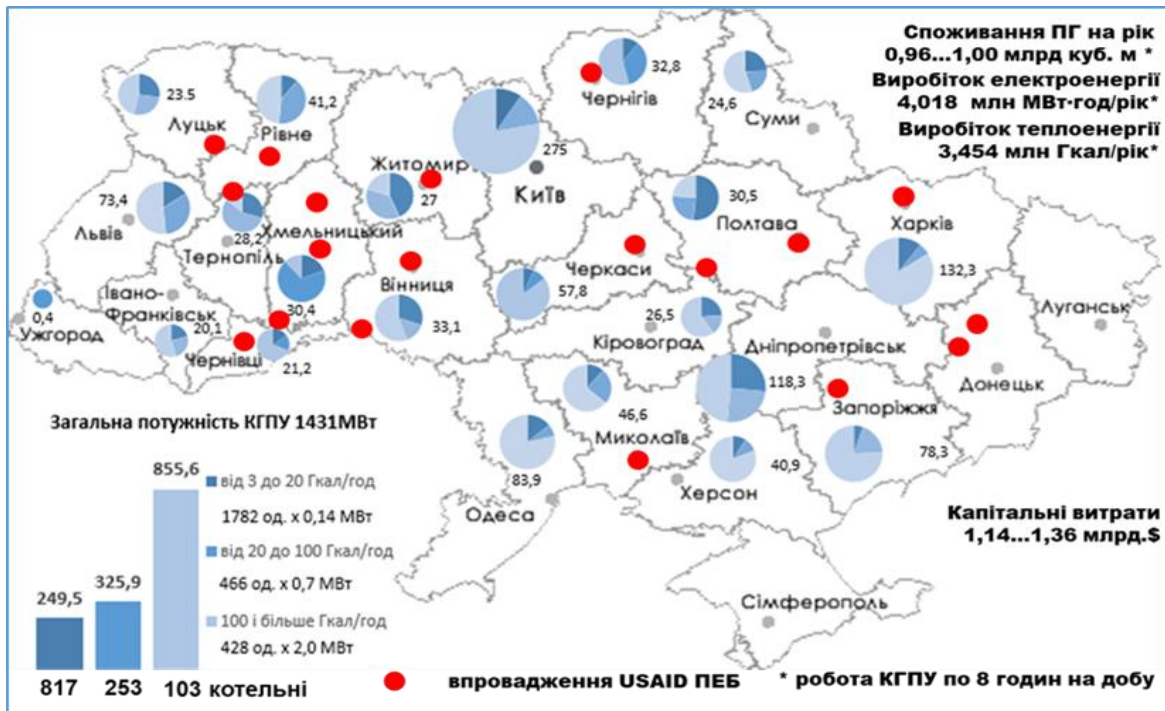 Споживання ПГ на рік
0,96...1,00 млрд куб. м *
Виробіток електроенергії
4,018 млн МВт·год/рік*
Виробіток теплоенергії
3,454 млн Гкал/рік*
32,8
Чернігів
24,6
Суми
23.5
Луцьк
41,2
Рівне
275
Київ
Житомир
27
73,4
Львів
28,2
Тернопіль
Хмельницький
30,4
30,5
Полтава
Харків
132,3
Черкаси
57,8
Вінниця
33,1
Луганськ
0,4
Ужгород
Івано-
Франківськ
20,1
Чернівці
21,2
26,5
Кіровоград
Дніпропетрівськ
118,3
Донецьк
Запоріжжя
78,3
46,6
Миколаїв
40,9
Херсон
83,9
Одеса
Сімферополь
Капітальні витрати
1,14...1,36 млрд.$
Загальна потужність КГПУ 1431МВт
855,6
325,9
249,5
від 3 до 20 Гкал/год
1782 од. х 0,14 МВт
від 20 до 100 Гкал/год
466 од. х 0,7 МВт
100 і більше Гкал/год
428 од. х 2,0 МВт
817 253 103 котельні
впровадження USAID ПЕБ
* робота КГПУ по 8 годин на добу